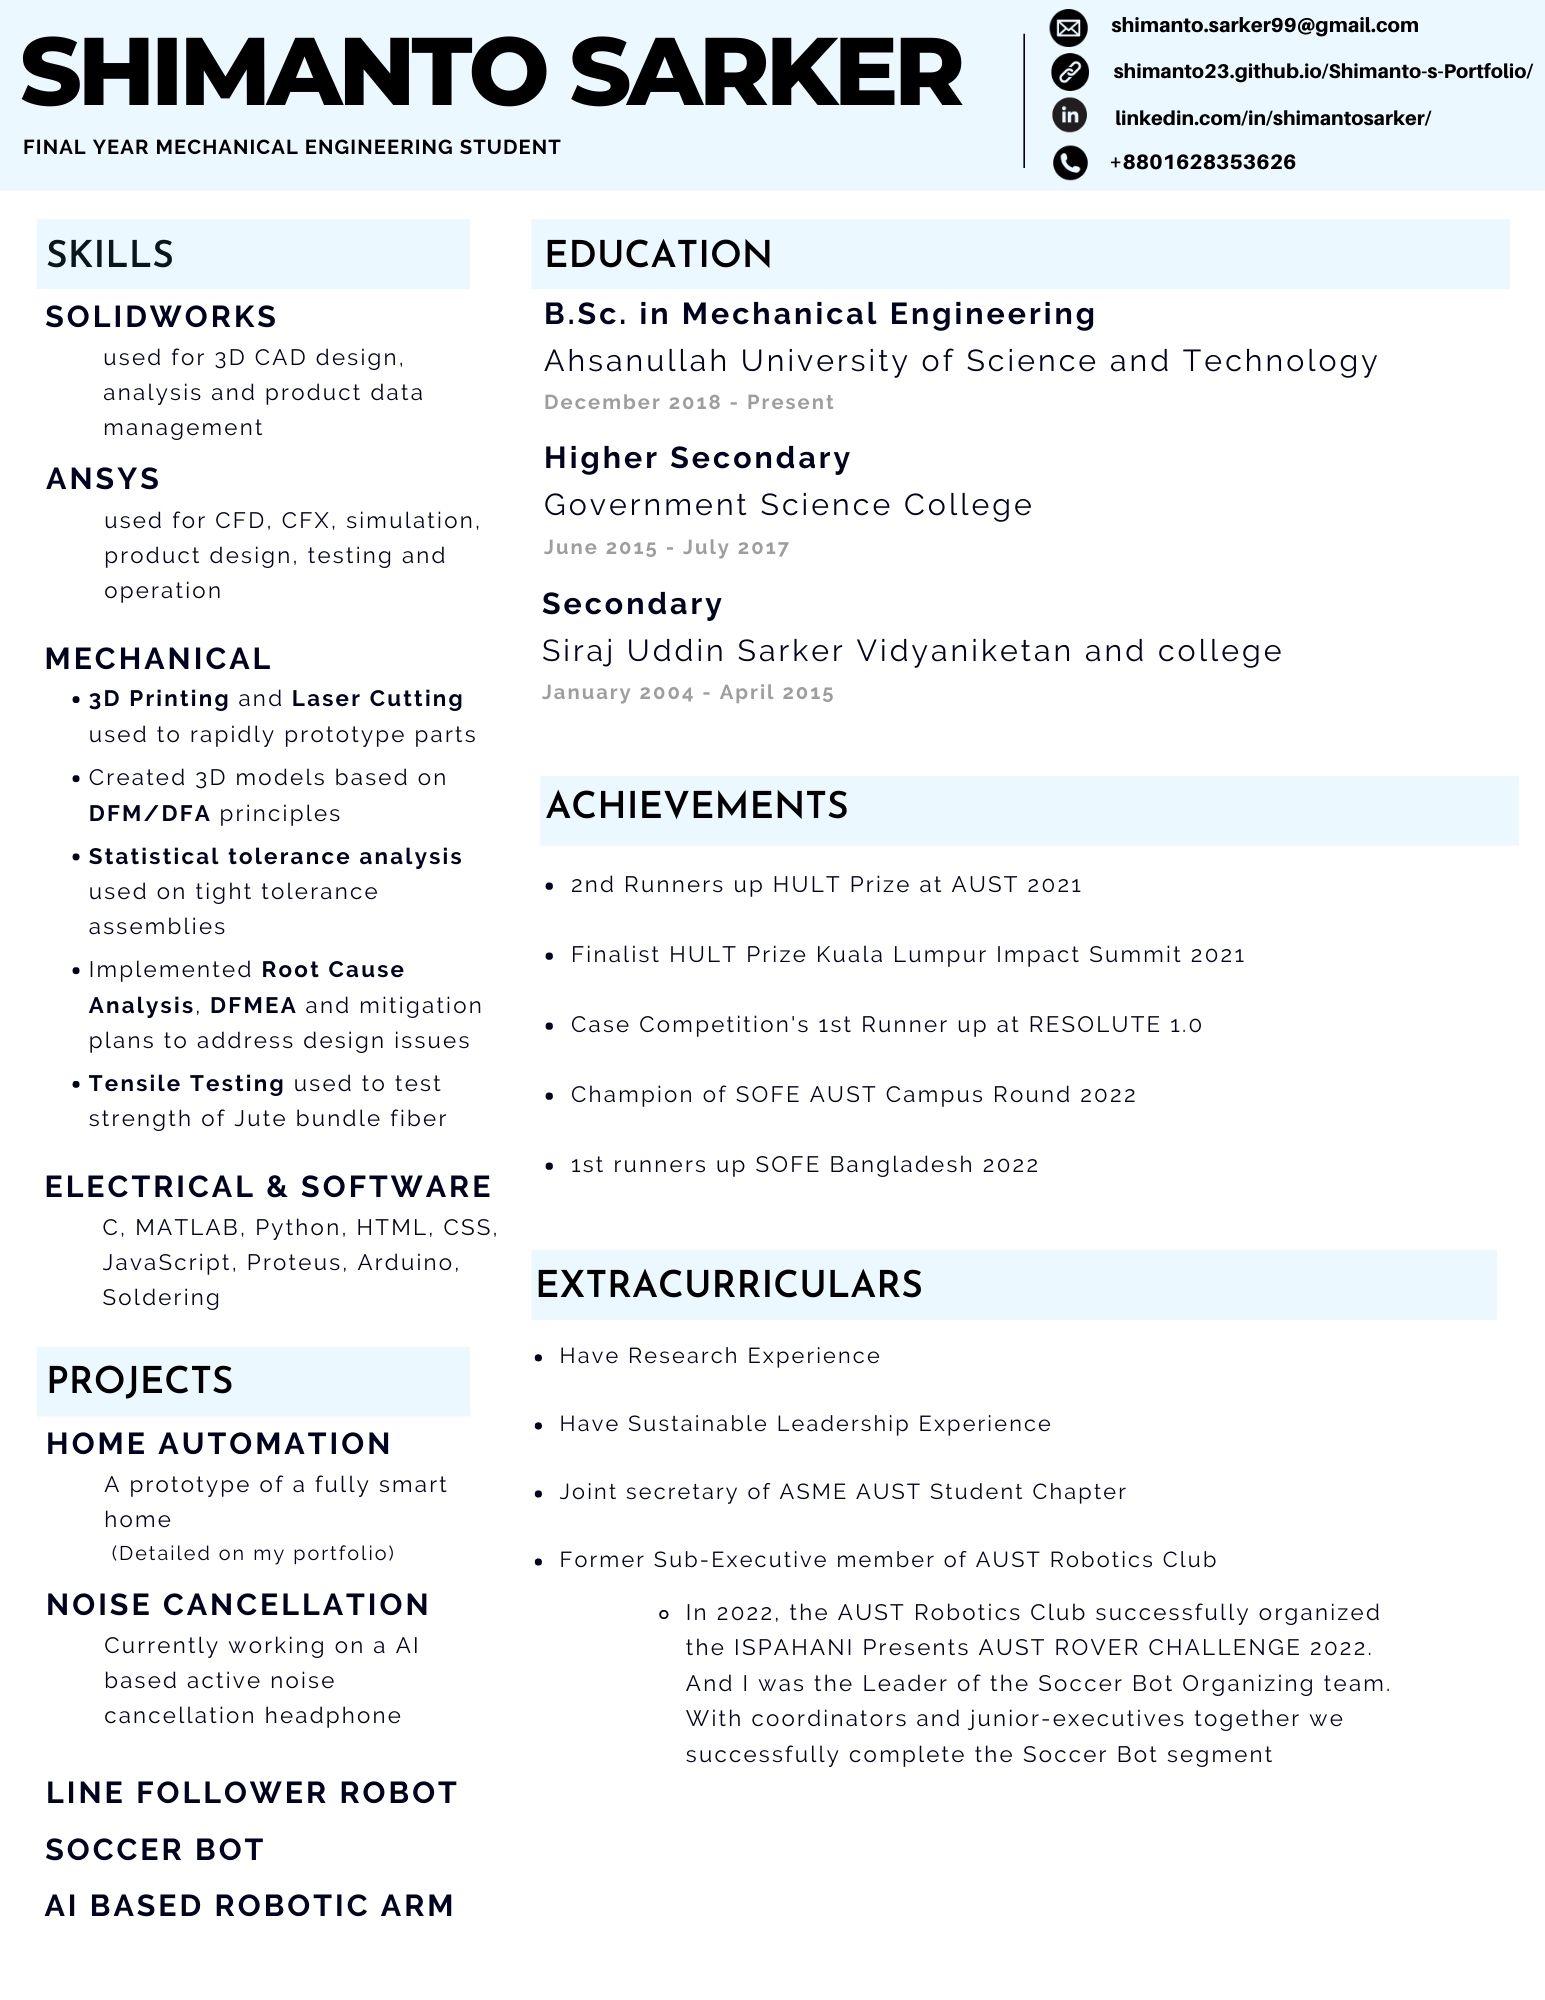 SHIMANTO SARKER
FINAL YEAR MECHANICAL ENGINEERING STUDENT
shimanto.sarker99@gmail.com
shimanto23.github.io/Shimanto-s-Portfolio/
in
linkedin.com/in/shimantosarker/
+8801628353626
SKILLS
SOLIDWORKS
used for 3D CAD design,
analysis and product data
management
ANSYS
used for CFD, CFX, simulation,
product design, testing and
operation
MECHANICAL
• 3D Printing and Laser Cutting
used to rapidly prototype parts
• Created 3D models based on
DFM/DFA principles
• Statistical tolerance analysis
used on tight tolerance
assemblies
• Implemented Root Cause
Analysis, DFMEA and mitigation
plans to address design issues
• Tensile Testing used to test
strength of Jute bundle fiber
ELECTRICAL & SOFTWARE
C, MATLAB, Python, HTML, CSS,
JavaScript, Proteus, Arduino,
Soldering
PROJECTS
HOME AUTOMATION
A prototype of a fully smart
home
(Detailed on my portfolio)
NOISE CANCELLATION
Currently working on a AI
based active noise
cancellation headphone
LINE FOLLOWER ROBOT
SOCCER BOT
AI BASED ROBOTIC ARM
EDUCATION
B.Sc. in Mechanical Engineering
Ahsanullah University of Science and Technology
December 2018 - Present
Higher Secondary
Government Science College
June 2015 - July 2017
Secondary
Siraj Uddin Sarker Vidyaniketan and college
January 2004 - April 2015
ACHIEVEMENTS
• 2nd Runners up HULT Prize at AUST 2021
• Finalist HULT Prize Kuala Lumpur Impact Summit 2021
• Case Competition's 1st Runner up at RESOLUTE 1.0
• Champion of SOFE AUST Campus Round 2022
• 1st runners up SOFE Bangladesh 2022
EXTRACURRICULARS
• Have Research Experience
• Have Sustainable Leadership Experience
• Joint secretary of ASME AUST Student Chapter
• Former Sub-Executive member of AUST Robotics Club
◦ In 2022, the AUST Robotics Club successfully organized
the ISPAHANI Presents AUST ROVER CHALLENGE 2022.
And I was the Leader of the Soccer Bot Organizing team.
With coordinators and junior-executives together we
successfully complete the Soccer Bot segment